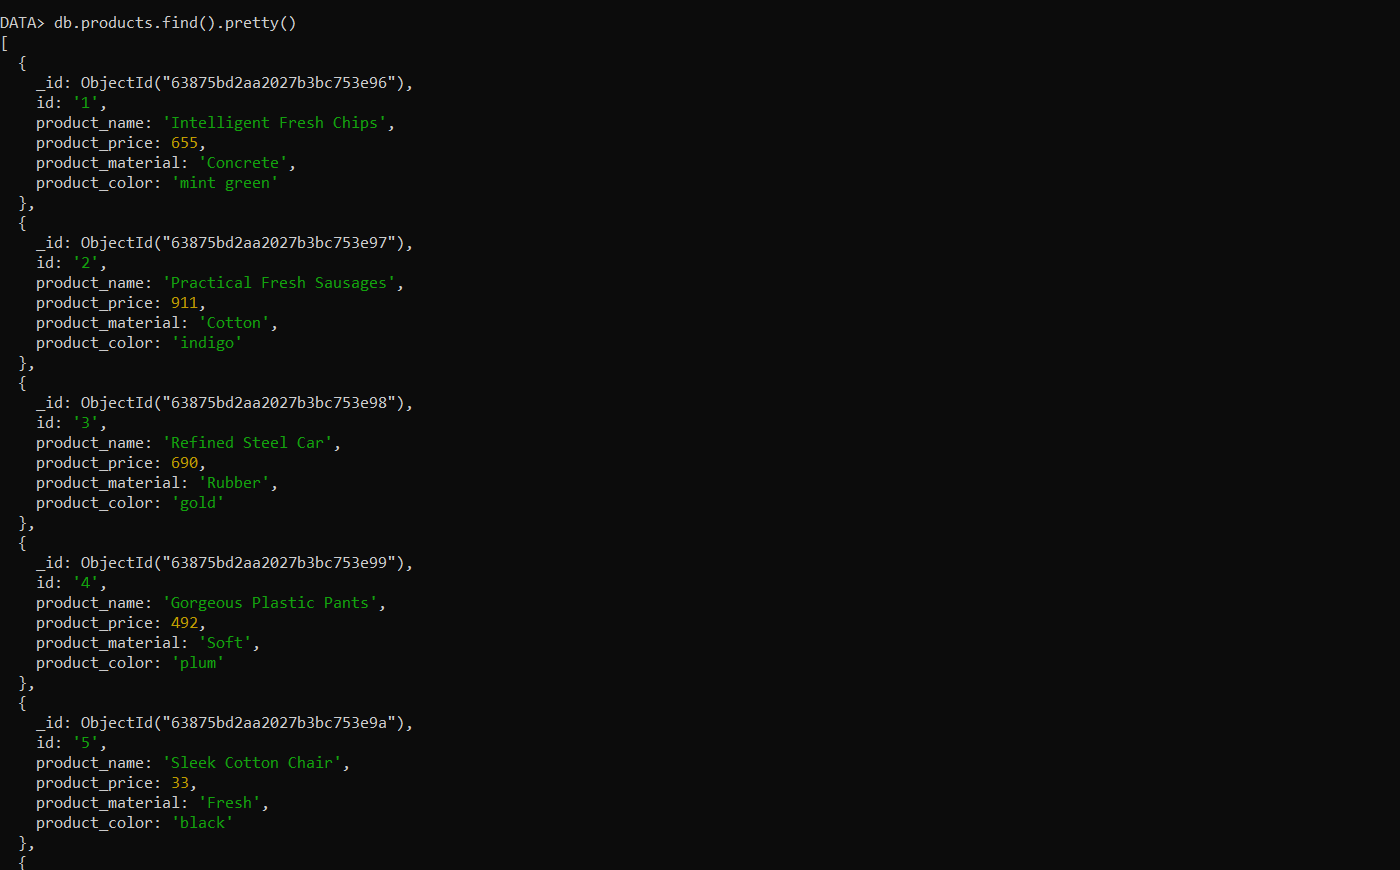 DATA> db.products.find().pretty()
[
  {
    _id: ObjectId("63875bd2aa2027b3bc753e96"),
    id: '1',
    product_name: 'Intelligent Fresh Chips',
    product_price: 655,
    product_material: 'Concrete',
    product_color: 'mint green'
  },
  {
    _id: ObjectId("63875bd2aa2027b3bc753e97"),
    id: '2',
    product_name: 'Practical Fresh Sausages',
    product_price: 911,
    product_material: 'Cotton',
    product_color: 'indigo'
  },
  {
    _id: ObjectId("63875bd2aa2027b3bc753e98"),
    id: '3',
    product_name: 'Refined Steel Car',
    product_price: 690,
    product_material: 'Rubber',
    product_color: 'gold'
  },
  {
    _id: ObjectId("63875bd2aa2027b3bc753e99"),
    id: '4',
    product_name: 'Gorgeous Plastic Pants',
    product_price: 492,
    product_material: 'Soft',
    product_color: 'plum'
  },
  {
    _id: ObjectId("63875bd2aa2027b3bc753e9a"),
    id: '5',
    product_name: 'Sleek Cotton Chair',
    product_price: 33,
    product_material: 'Fresh',
    product_color: 'black'
  },
  {